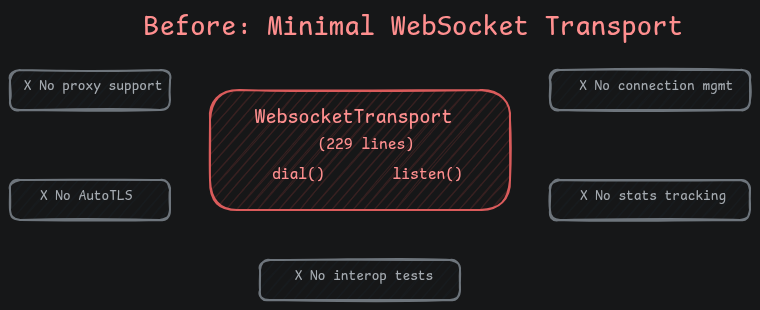 Before: Minimal WebSocket Transport
X No proxy support
X No connection mgmt
WebsocketTransport
(229 lines)
dial()
listen()
X No AutoTLS
X No stats tracking
X No interop tests